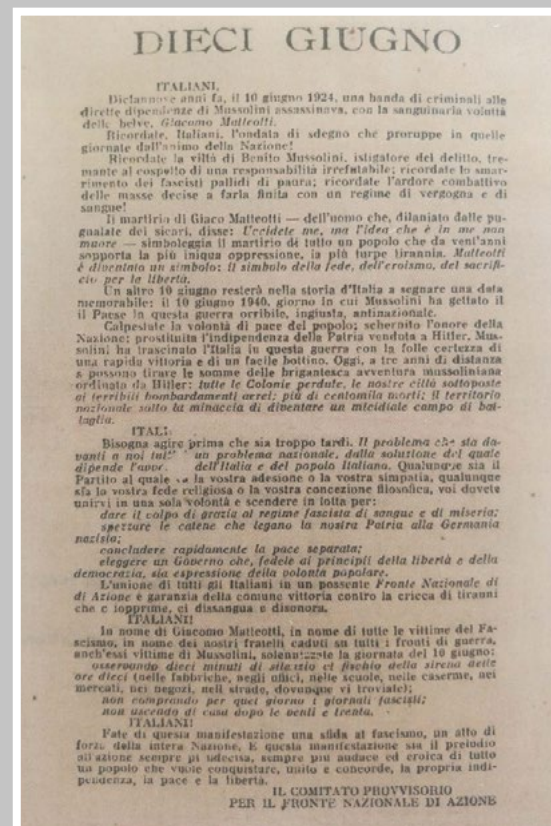 DIECI GIUGNO
ITALIANI,
Diciannove anni fa, il 10 giugno 1924, una banda di criminali alle
dirette dipendenze di Mussolini assassinava, con la sanguinaria voluttà
delle belve, Giacomo Matteotti.
Ricordate, Italiani, l'ondata di sdegno che proruppe in quelle
giornate dall'animo della Nazione!
Ricordate la viltà di Benito Mussolini, istigatore del delitto, tre-
mante al cospetto di una responsabilità irrefutabile; ricordate lo smar-
rimento dei fascisti pallidi di paura; ricordate l'ardore combattivo
delle masse decise a farla finita con un regime di vergogna e di
sangue!
Il martirio di Giaco Matteotti — dell'uomo che, dilaniato dalle pu-
gnalate dei sicari, disse: Uccidete me, ma l'idea che è in me non
muore — simboleggia il martirio di tutto un popolo che da vent'anni
sopporta la più iniqua oppressione, la più turpe tirannia. Matteotti
è diventato un simbolo: il simbolo della fede, dell'eroismo, del sacrifi-
cio per la libertà.
Un altro 10 giugno resterà nella storia d'Italia a segnare una data
memorabile: il 10 giugno 1940, giorno in cui Mussolini ha gettato il
il Paese in questa guerra orribile, ingiusta, antinazionale.
Calpestate la volontà di pace del popolo; schernito l'onore della
Nazione; prostituita l'indipendenza della Patria venduta a Hitler, Mus-
solini ha trascinato l'Italia in questa guerra con la folle certezza di
una rapida vittoria e di un facile bottino. Oggi, a tre anni di distanza
a possono tirare le somme delle brigantesca avventura mussoliniana
ordinata da Hitler: tutte le Colonie perdute, le nostre città sottoposte
ai terribili bombardamenti aerei; più di centomila morti; il territorio
nazionale sotto la minaccia di diventare un micidiale campo di bat-
taglia.
ITALI
Bisogna agire prima che sia troppo tardi. Il problema che sta da-
vanti a noi un problema nazionale, dalla soluzione del quale
dipende dell'Italia e del popolo italiano. Qualunque sia il
Partito al quale la vostra adesione o la vostra simpatia, qualunque
sia la vostra fede religiosa o la vostra concezione filosofica, voi dovete
unirvi in una sola volontà e scendere in lotta per:
dare il colpo di grazia al regime fascista di sangue e di miseria;
spezzare le catene che legano la nostra Patria alla Germania
nazista;
concludere rapidamente la pace separata;
eleggere un Governo che, fedele ai principii della libertà e della
democrazia, sia espressione della volontà popolare.
L'unione di tutti gli Italiani in un possente Fronte Nazionale di
di Azione è garanzia della comune vittoria contro la cricca di tiranni
che c iopprime, ci dissangua e disonora.
ITALIANI!
In nome di Giacomo Matteotti, in nome di tutte le vittime del Fa-
scismo, in nome dei nostri fratelli caduti su tutti i fronti di guerra,
anch'essi vittime di Mussolini, solennizzate la giornata del 10 giugno:
osservando dieci minuti di silenzio al fischio della sirena delle
ore dieci (nelle fabbriche, negli uffici, nelle scuole, nelle caserme, nei
mercati, nei negozi, nell strade, dovunque vi troviate);
non comprando per quel giorno i giornali fascisti;
non uscendo di casa dopo le venti e trenta.
ITALIANI!
Fate di questa manifestazione una sfida al fascismo, un atto di
forza della intera Nazione. E questa manifestazione sia il preludio
all'azione sempre più audace ed eroica di tutto
un popolo che vuole conquistare, unito e concorde, la propria indi-
pendenza, la pace e la libertà.
IL COMITATO PROVVISORIO
PER IL FRONTE NAZIONALE DI AZIONE